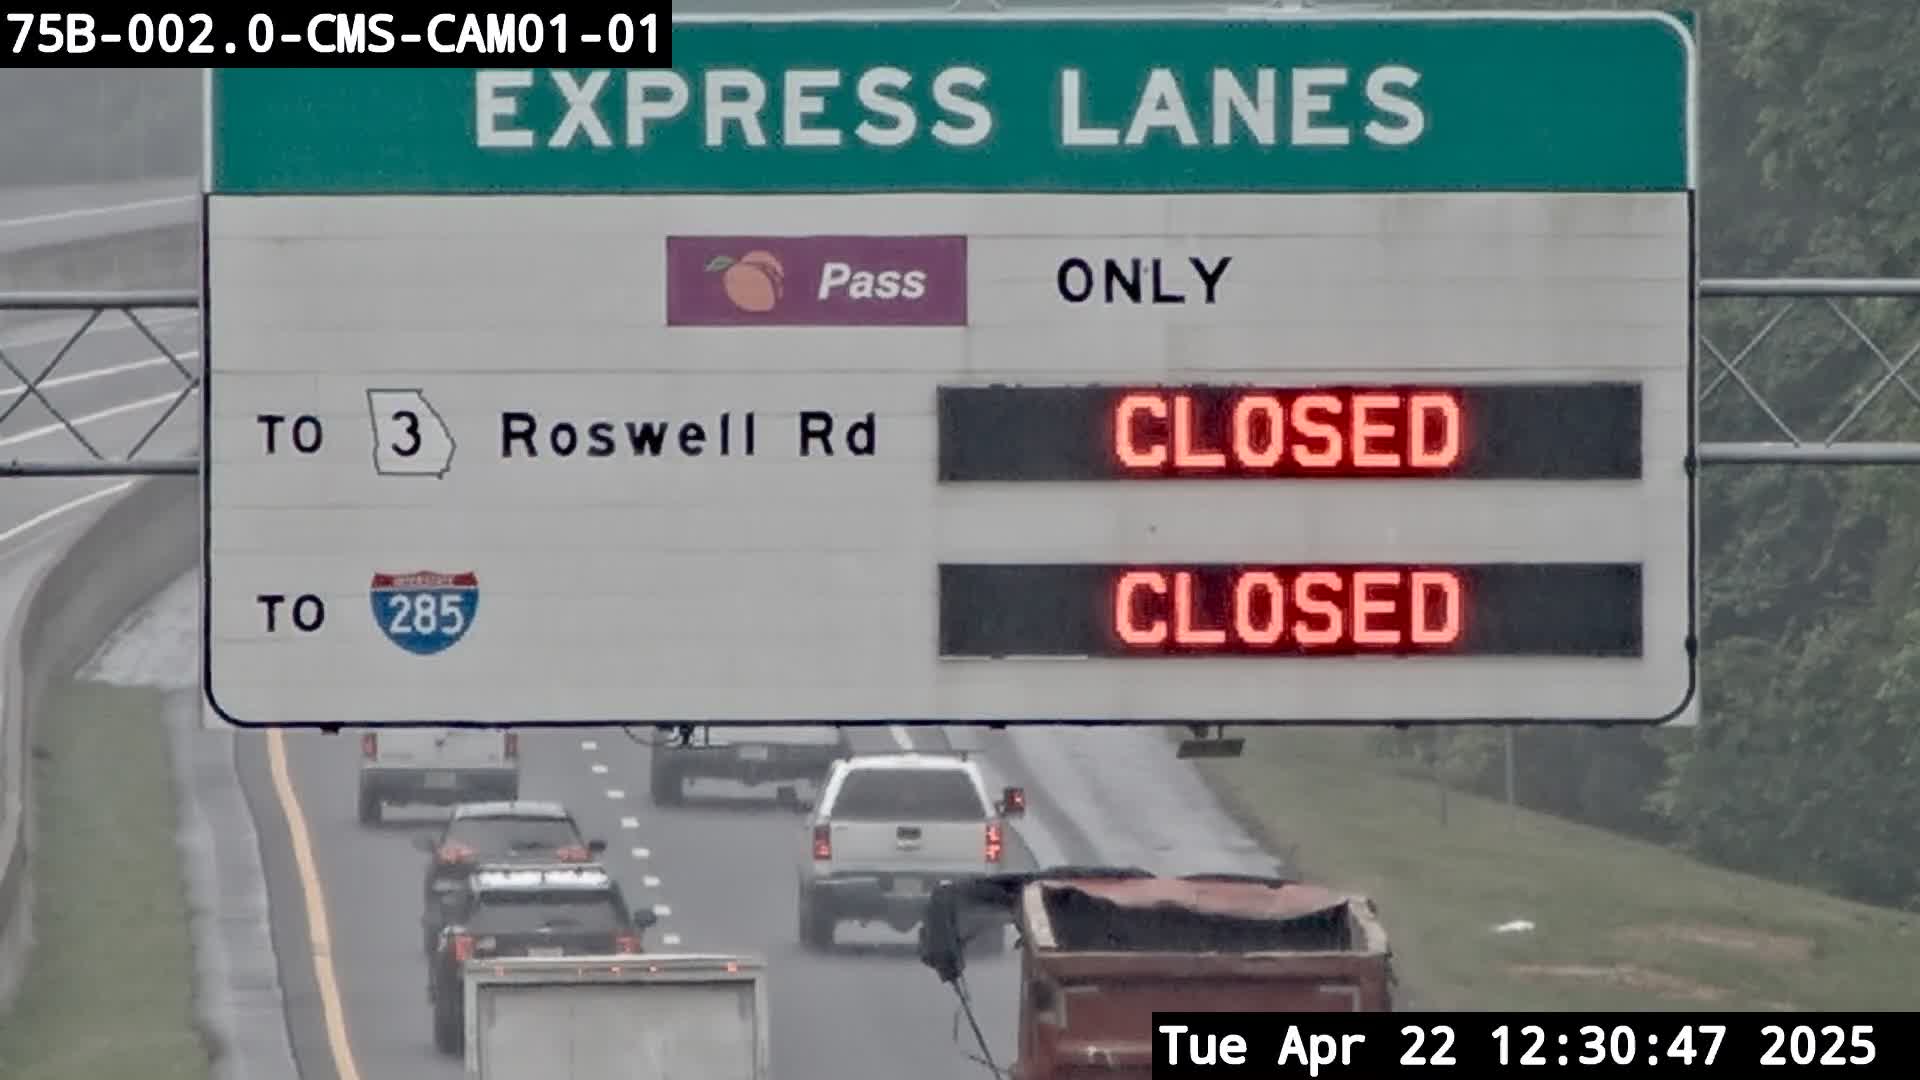 75B-002.0-CMS-CAM01-01
EXPRESS LANES
Pass ONLY
TO 3 Roswell Rd CLOSED
TO INTERSTATE 285 CLOSED
Tue Apr 22 12:30:47 2025